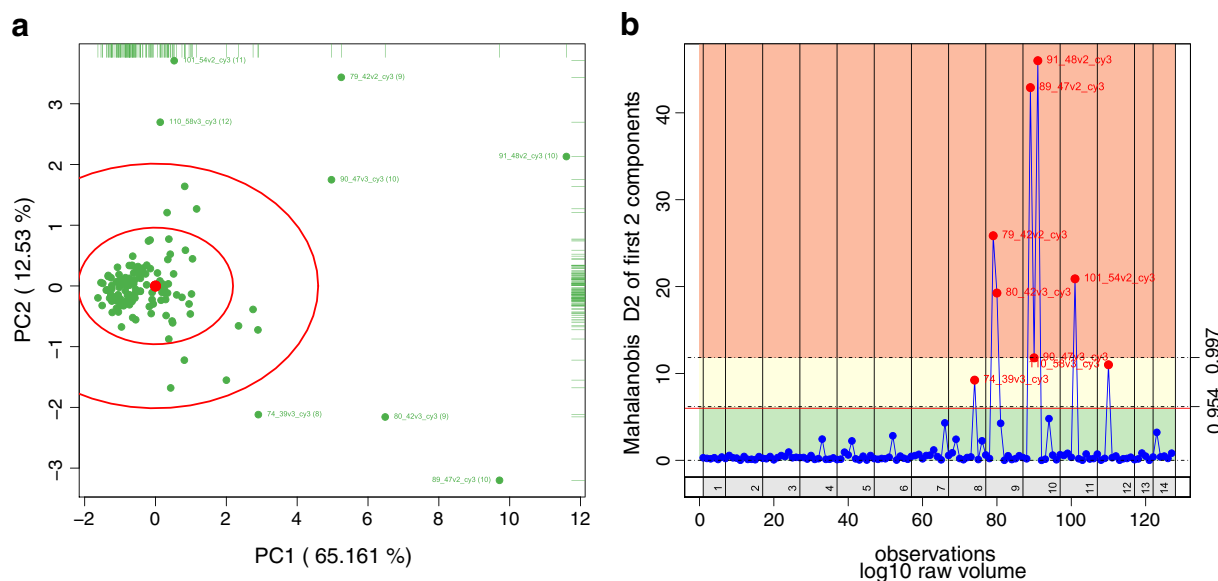 a
101_54v2_cy3 (11)
79_42v2_cy3 (9)
110_58v3_cy3 (12)
91_48v2_cy3 (10)
90_47v3_cy3 (10)
74_39v3_cy3 (8)
80_42v3_cy3 (9)
89_47v2_cy3 (10)
PC2 ( 12.53 %)
3
2
1
0
−1
−2
−3
−2 0 2 4 6 8 10 12
PC1 ( 65.161 %)
b
91_48v2_cy3
89_47v2_cy3
79_42v2_cy3
80_42v3_cy3
101_54v2_cy3
90_47v3_cy3
110_58v3_cy3
74_39v3_cy3
Mahalanobis D2 of first 2 components
40
30
20
10
0
0.997
0.954
1 2 3 4 5 6 7 8 9 10 11 12 13 14
0 20 40 60 80 100 120
observations
log10 raw volume